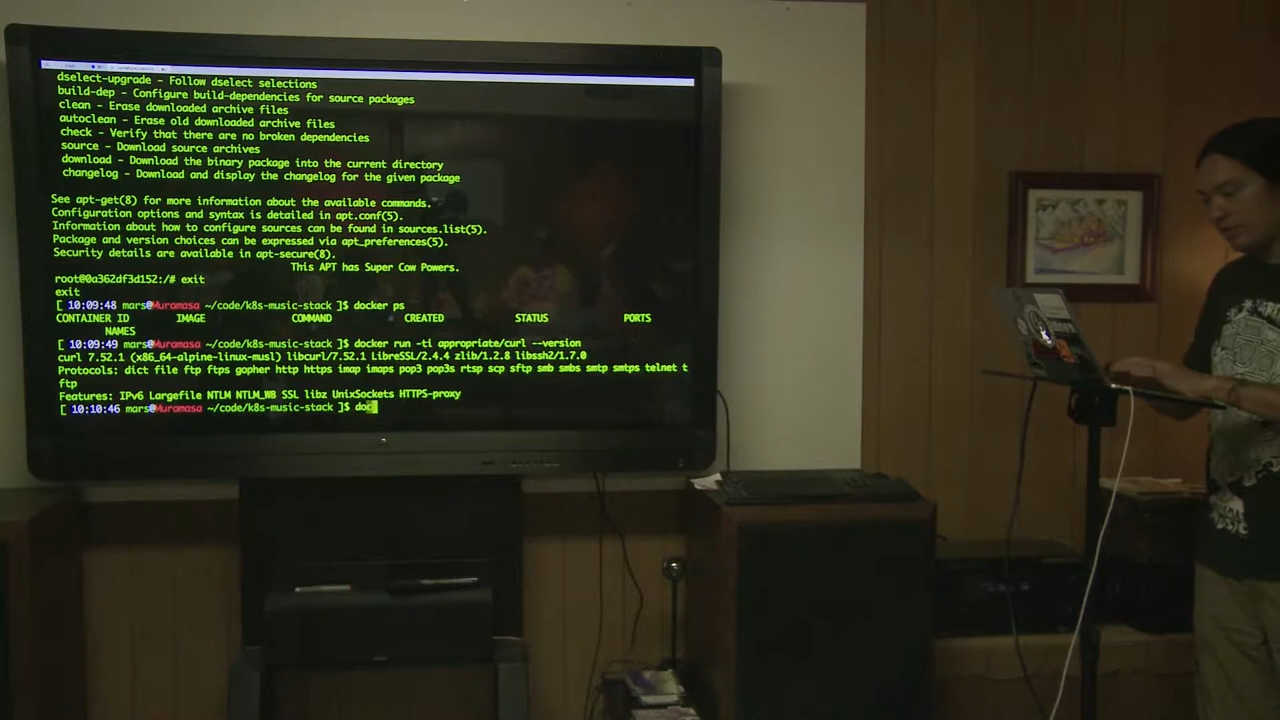 dselect-upgrade - Follow dselect selections
build-dep - Configure build-dependencies for source packages
clean - Erase downloaded archive files
autoclean - Erase old downloaded archive files
check - Verify that there are no broken dependencies
source - Download source archives
download - Download the binary package into the current directory
changelog - Download and display the changelog for the given package
See apt-get(8) for more information about the available commands.
Configuration options and syntax is detailed in apt.conf(5).
Information about how to configure sources can be found in sources.list(5).
Package and version choices can be expressed via apt_preferences(5).
Security details are available in apt-secure(8).
This APT has Super Cow Powers.
root@0a362df3d152:/# exit
exit
[ 10:09:48 mars@Muramasa ~/code/k8s-music-stack ]$ docker ps
CONTAINER ID IMAGE COMMAND CREATED STATUS PORTS
NAMES
[ 10:09:49 mars@Muramasa ~/code/k8s-music-stack ]$ docker run -ti appropriate/curl --version
curl 7.52.1 (x86_64-alpine-linux-musl) libcurl/7.52.1 LibreSSL/2.4.4 zlib/1.2.8 libssh2/1.7.0
Protocols: dict file ftp ftps gopher http https imap imaps pop3 pop3s rtsp scp sftp smb smbs smtp smtps telnet t
ftp
Features: IPv6 Largefile NTLM NTLM_WB SSL libz UnixSockets HTTPS-proxy
[ 10:10:46 mars@Muramasa ~/code/k8s-music-stack ]$ doc